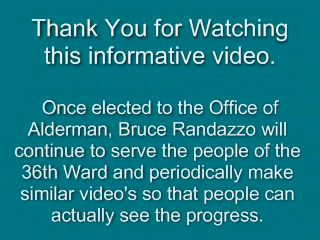 Thank You for Watching
this informative video.
Once elected to the Office of
Alderman, Bruce Randazzo will
continue to serve the people of the
36th Ward and periodically make
similar video's so that people can
actually see the progress.